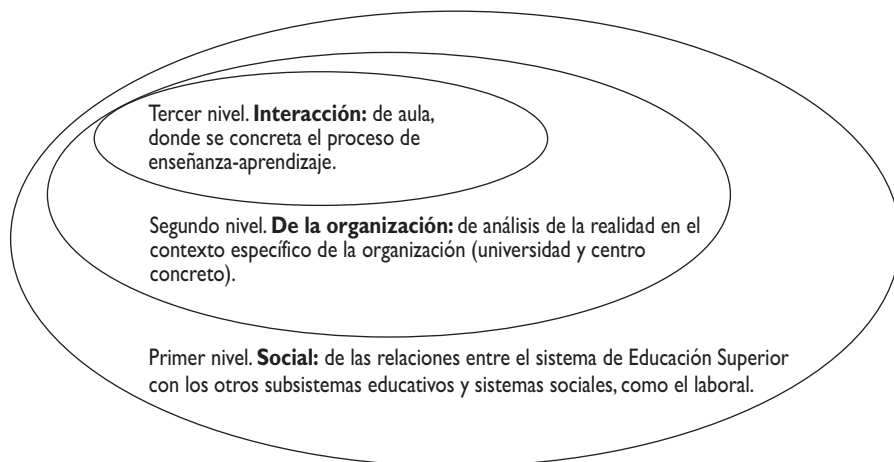 Tercer nivel. Interacción: de aula,
donde se concreta el proceso de
enseñanza-aprendizaje.
Segundo nivel. De la organización: de análisis de la realidad en el
contexto específico de la organización (universidad y centro
concreto).
Primer nivel. Social: de las relaciones entre el sistema de Educación Superior
con los otros subsistemas educativos y sistemas sociales, como el laboral.